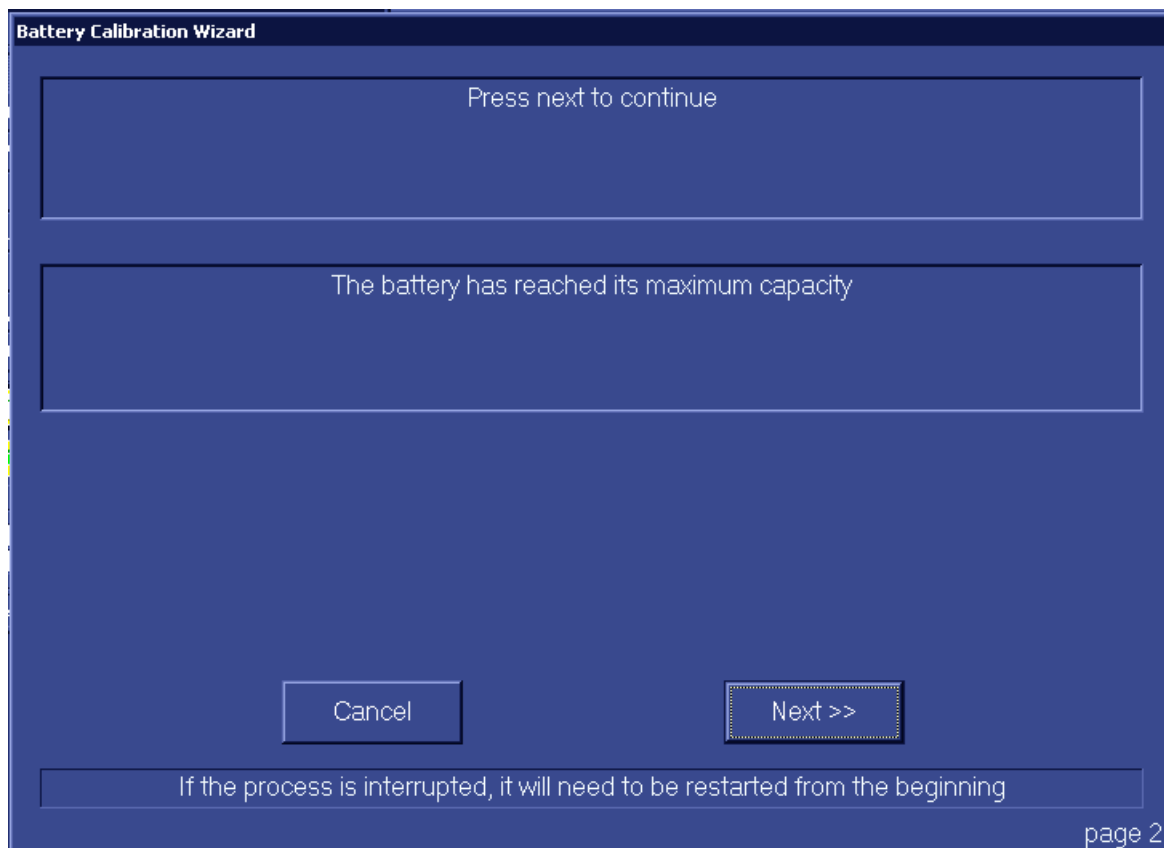 Battery Calibration Wizard
Press next to continue
The battery has reached its maximum capacity
Cancel
Next >>
If the process is interrupted, it will need to be restarted from the beginning
page 2